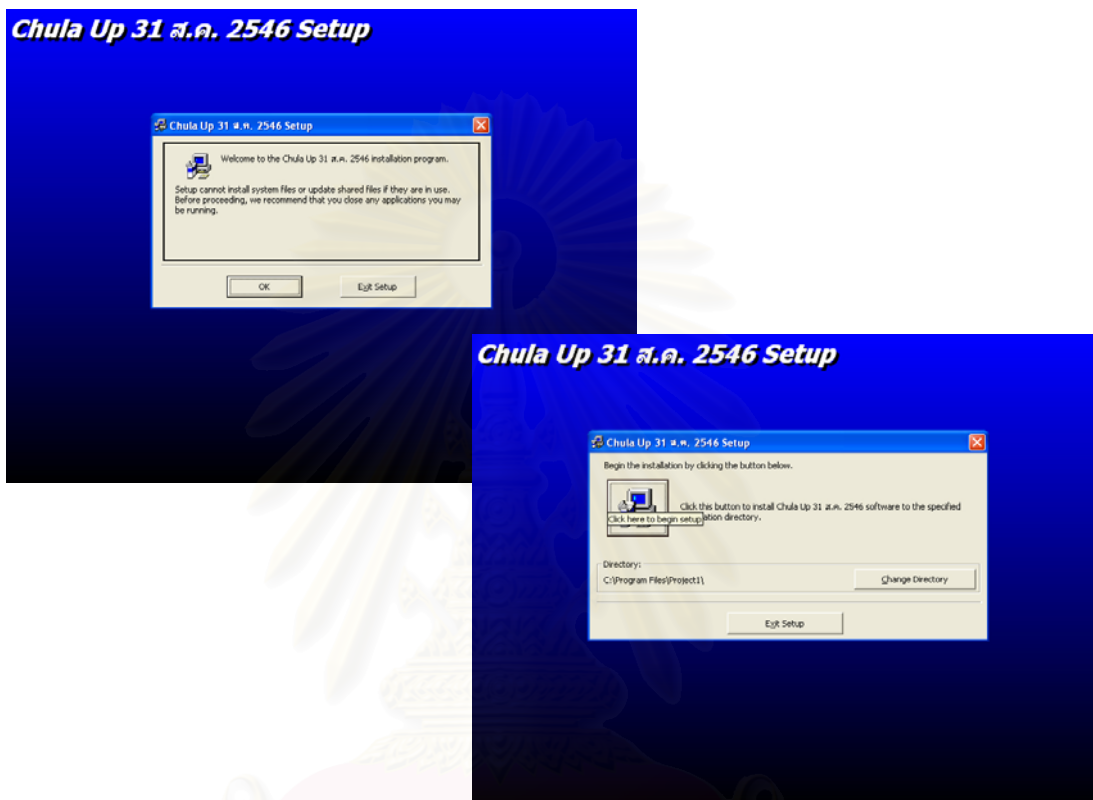 Chula Up 31 ส.ค. 2546 Setup
Chula Up 31 ส.ค. 2546 Setup
Welcome to the Chula Up 31 ส.ค. 2546 installation program.
Setup cannot install system files or update shared files if they are in use.
Before proceeding, we recommend that you close any applications you may
be running.
OK
Exit Setup
Chula Up 31 ส.ค. 2546 Setup
Chula Up 31 ส.ค. 2546 Setup
Begin the installation by clicking the button below.
Click this button to install Chula Up 31 ส.ค. 2546 software to the specified
Click here to begin setup
ation directory.
Directory:
C:\Program Files\Project1\
Change Directory
Exit Setup